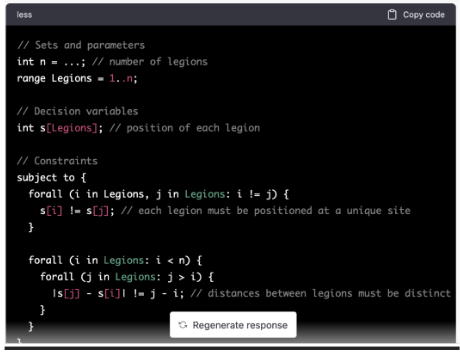 less
Copy code
// Sets and parameters
int n = ...; // number of legions
range Legions = 1..n;
// Decision variables
int s[Legions]; // position of each legion
// Constraints
subject to {
forall (i in Legions, j in Legions: i != j) {
s[i] != s[j]; // each legion must be positioned at a unique site
}
forall (i in Legions: i < n) {
forall (j in Legions: j > i) {
|s[j] - s[i]| != j - i; // distances between legions must be distinct
}
}
}
Regenerate response